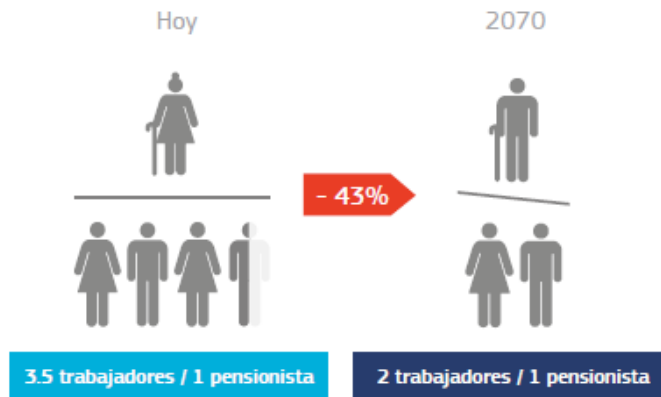 Hoy
2070
- 43%
3.5 trabajadores / 1 pensionista
2 trabajadores / 1 pensionista